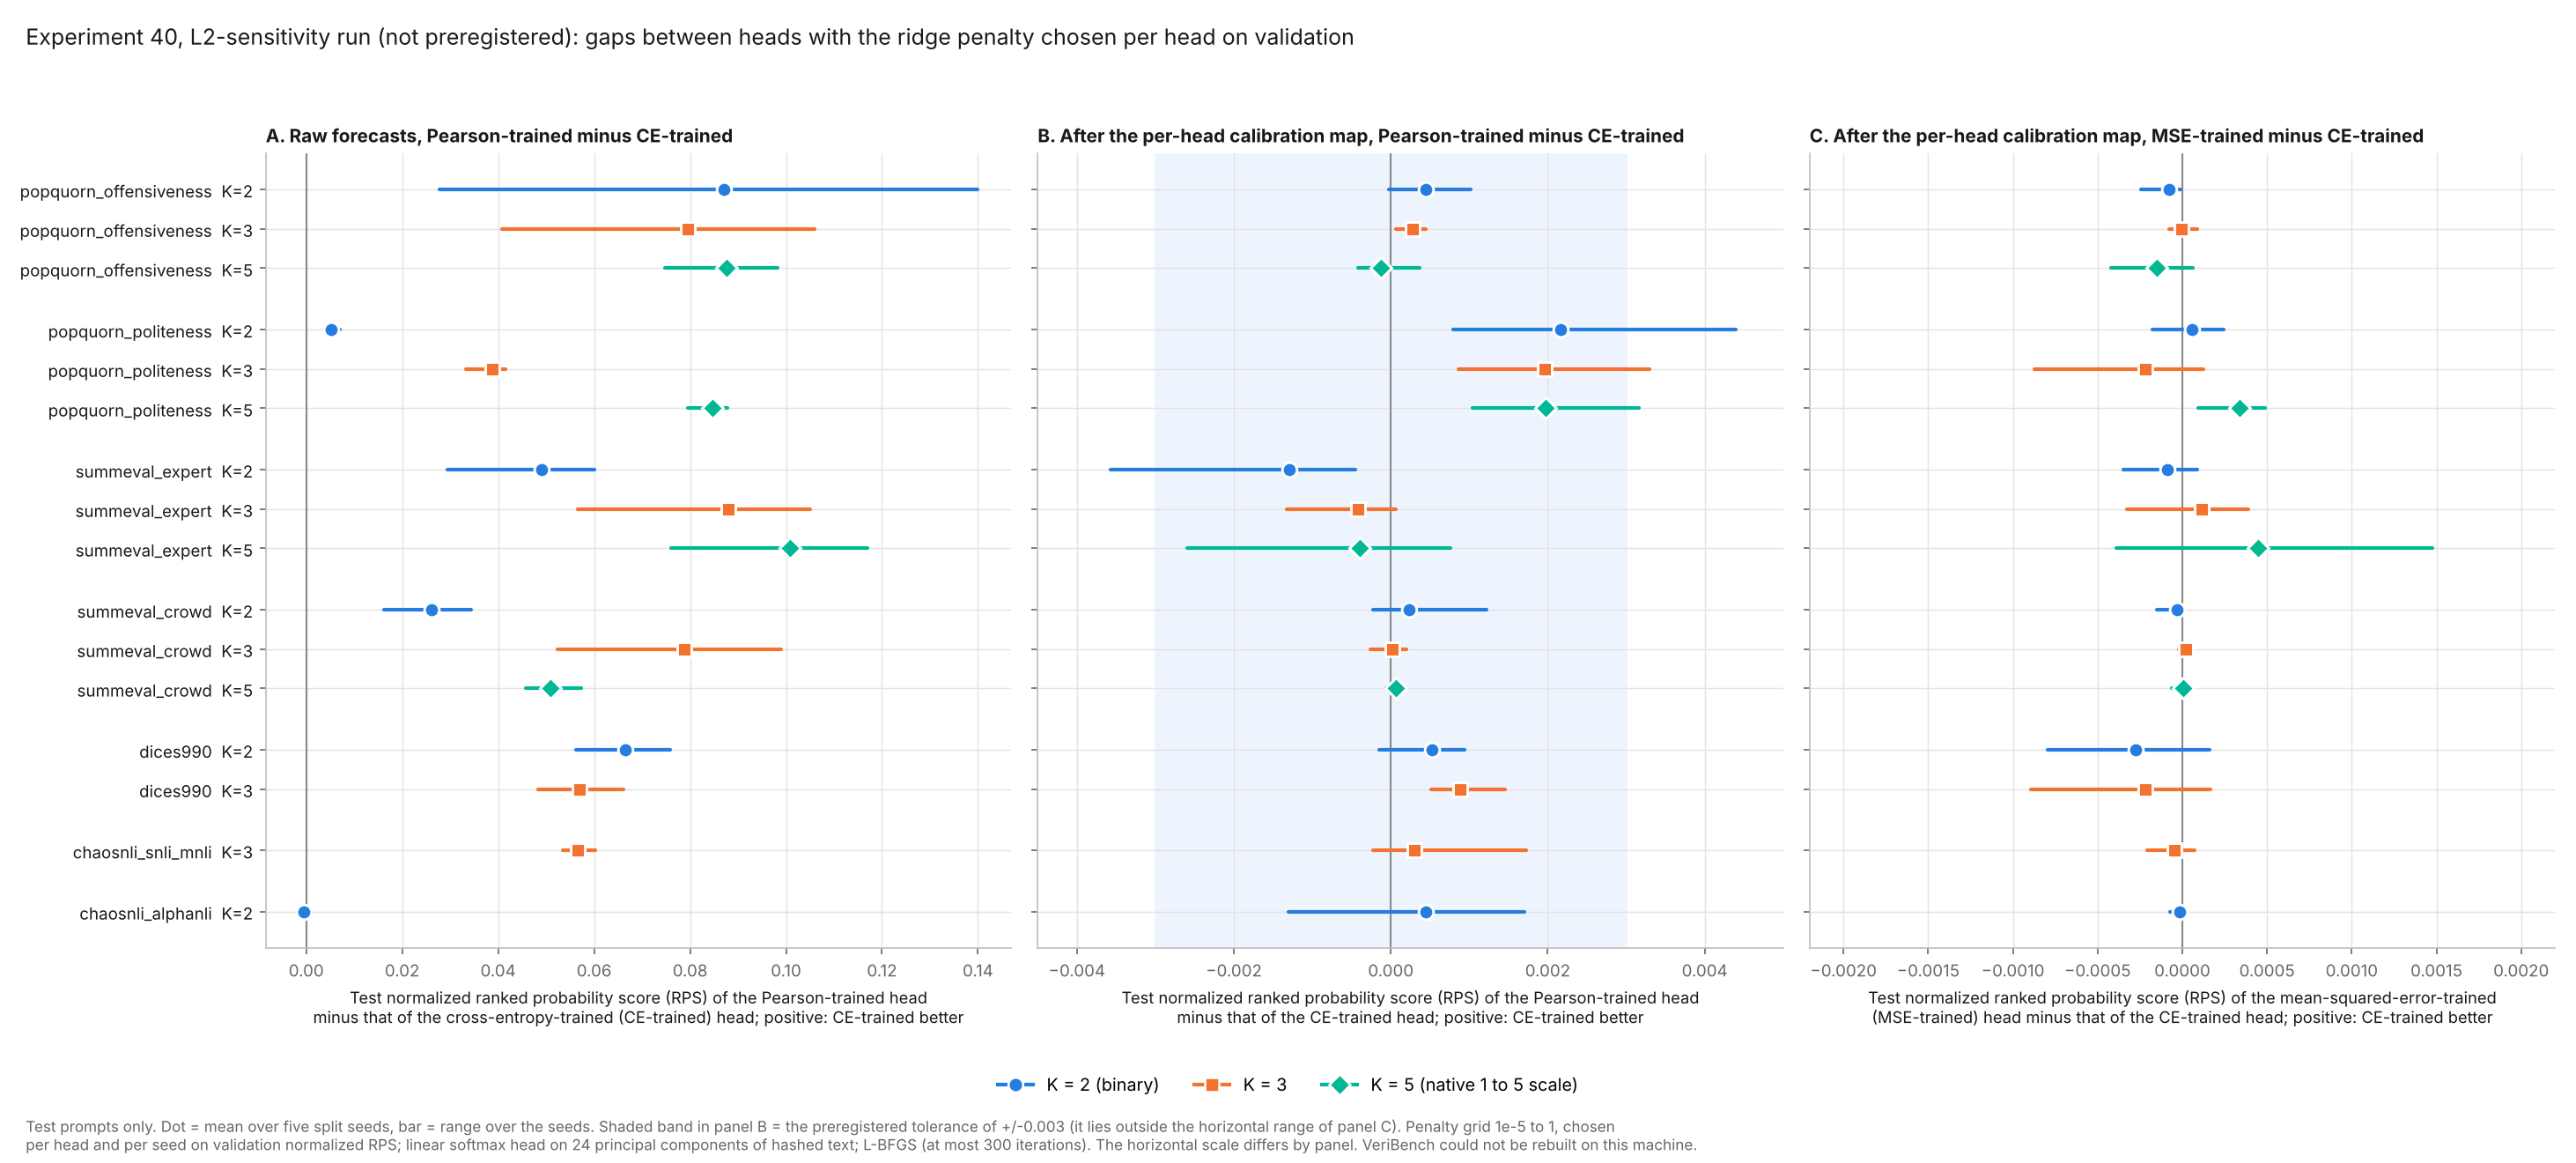 Experiment 40, L2-sensitivity run (not preregistered): gaps between heads with the ridge penalty chosen per head on validation
A. Raw forecasts, Pearson-trained minus CE-trained
B. After the per-head calibration map, Pearson-trained minus CE-trained
C. After the per-head calibration map, MSE-trained minus CE-trained
popquorn_offensiveness K=2
popquorn_offensiveness K=3
popquorn_offensiveness K=5
popquorn_politeness K=2
popquorn_politeness K=3
popquorn_politeness K=5
summeval_expert K=2
summeval_expert K=3
summeval_expert K=5
summeval_crowd K=2
summeval_crowd K=3
summeval_crowd K=5
dices990 K=2
dices990 K=3
chaosnli_snli_mnli K=3
chaosnli_alphanli K=2
0.00 0.02 0.04 0.06 0.08 0.10 0.12 0.14
−0.004 −0.002 0.000 0.002 0.004
−0.0020 −0.0015 −0.0010 −0.0005 0.0000 0.0005 0.0010 0.0015 0.0020
Test normalized ranked probability score (RPS) of the Pearson-trained head
minus that of the cross-entropy-trained (CE-trained) head; positive: CE-trained better
Test normalized ranked probability score (RPS) of the Pearson-trained head
minus that of the CE-trained head; positive: CE-trained better
Test normalized ranked probability score (RPS) of the mean-squared-error-trained
(MSE-trained) head minus that of the CE-trained head; positive: CE-trained better
K = 2 (binary) K = 3 K = 5 (native 1 to 5 scale)
Test prompts only. Dot = mean over five split seeds, bar = range over the seeds. Shaded band in panel B = the preregistered tolerance of +/-0.003 (it lies outside the horizontal range of panel C). Penalty grid 1e-5 to 1, chosen
per head and per seed on validation normalized RPS; linear softmax head on 24 principal components of hashed text; L-BFGS (at most 300 iterations). The horizontal scale differs by panel. VeriBench could not be rebuilt on this machine.